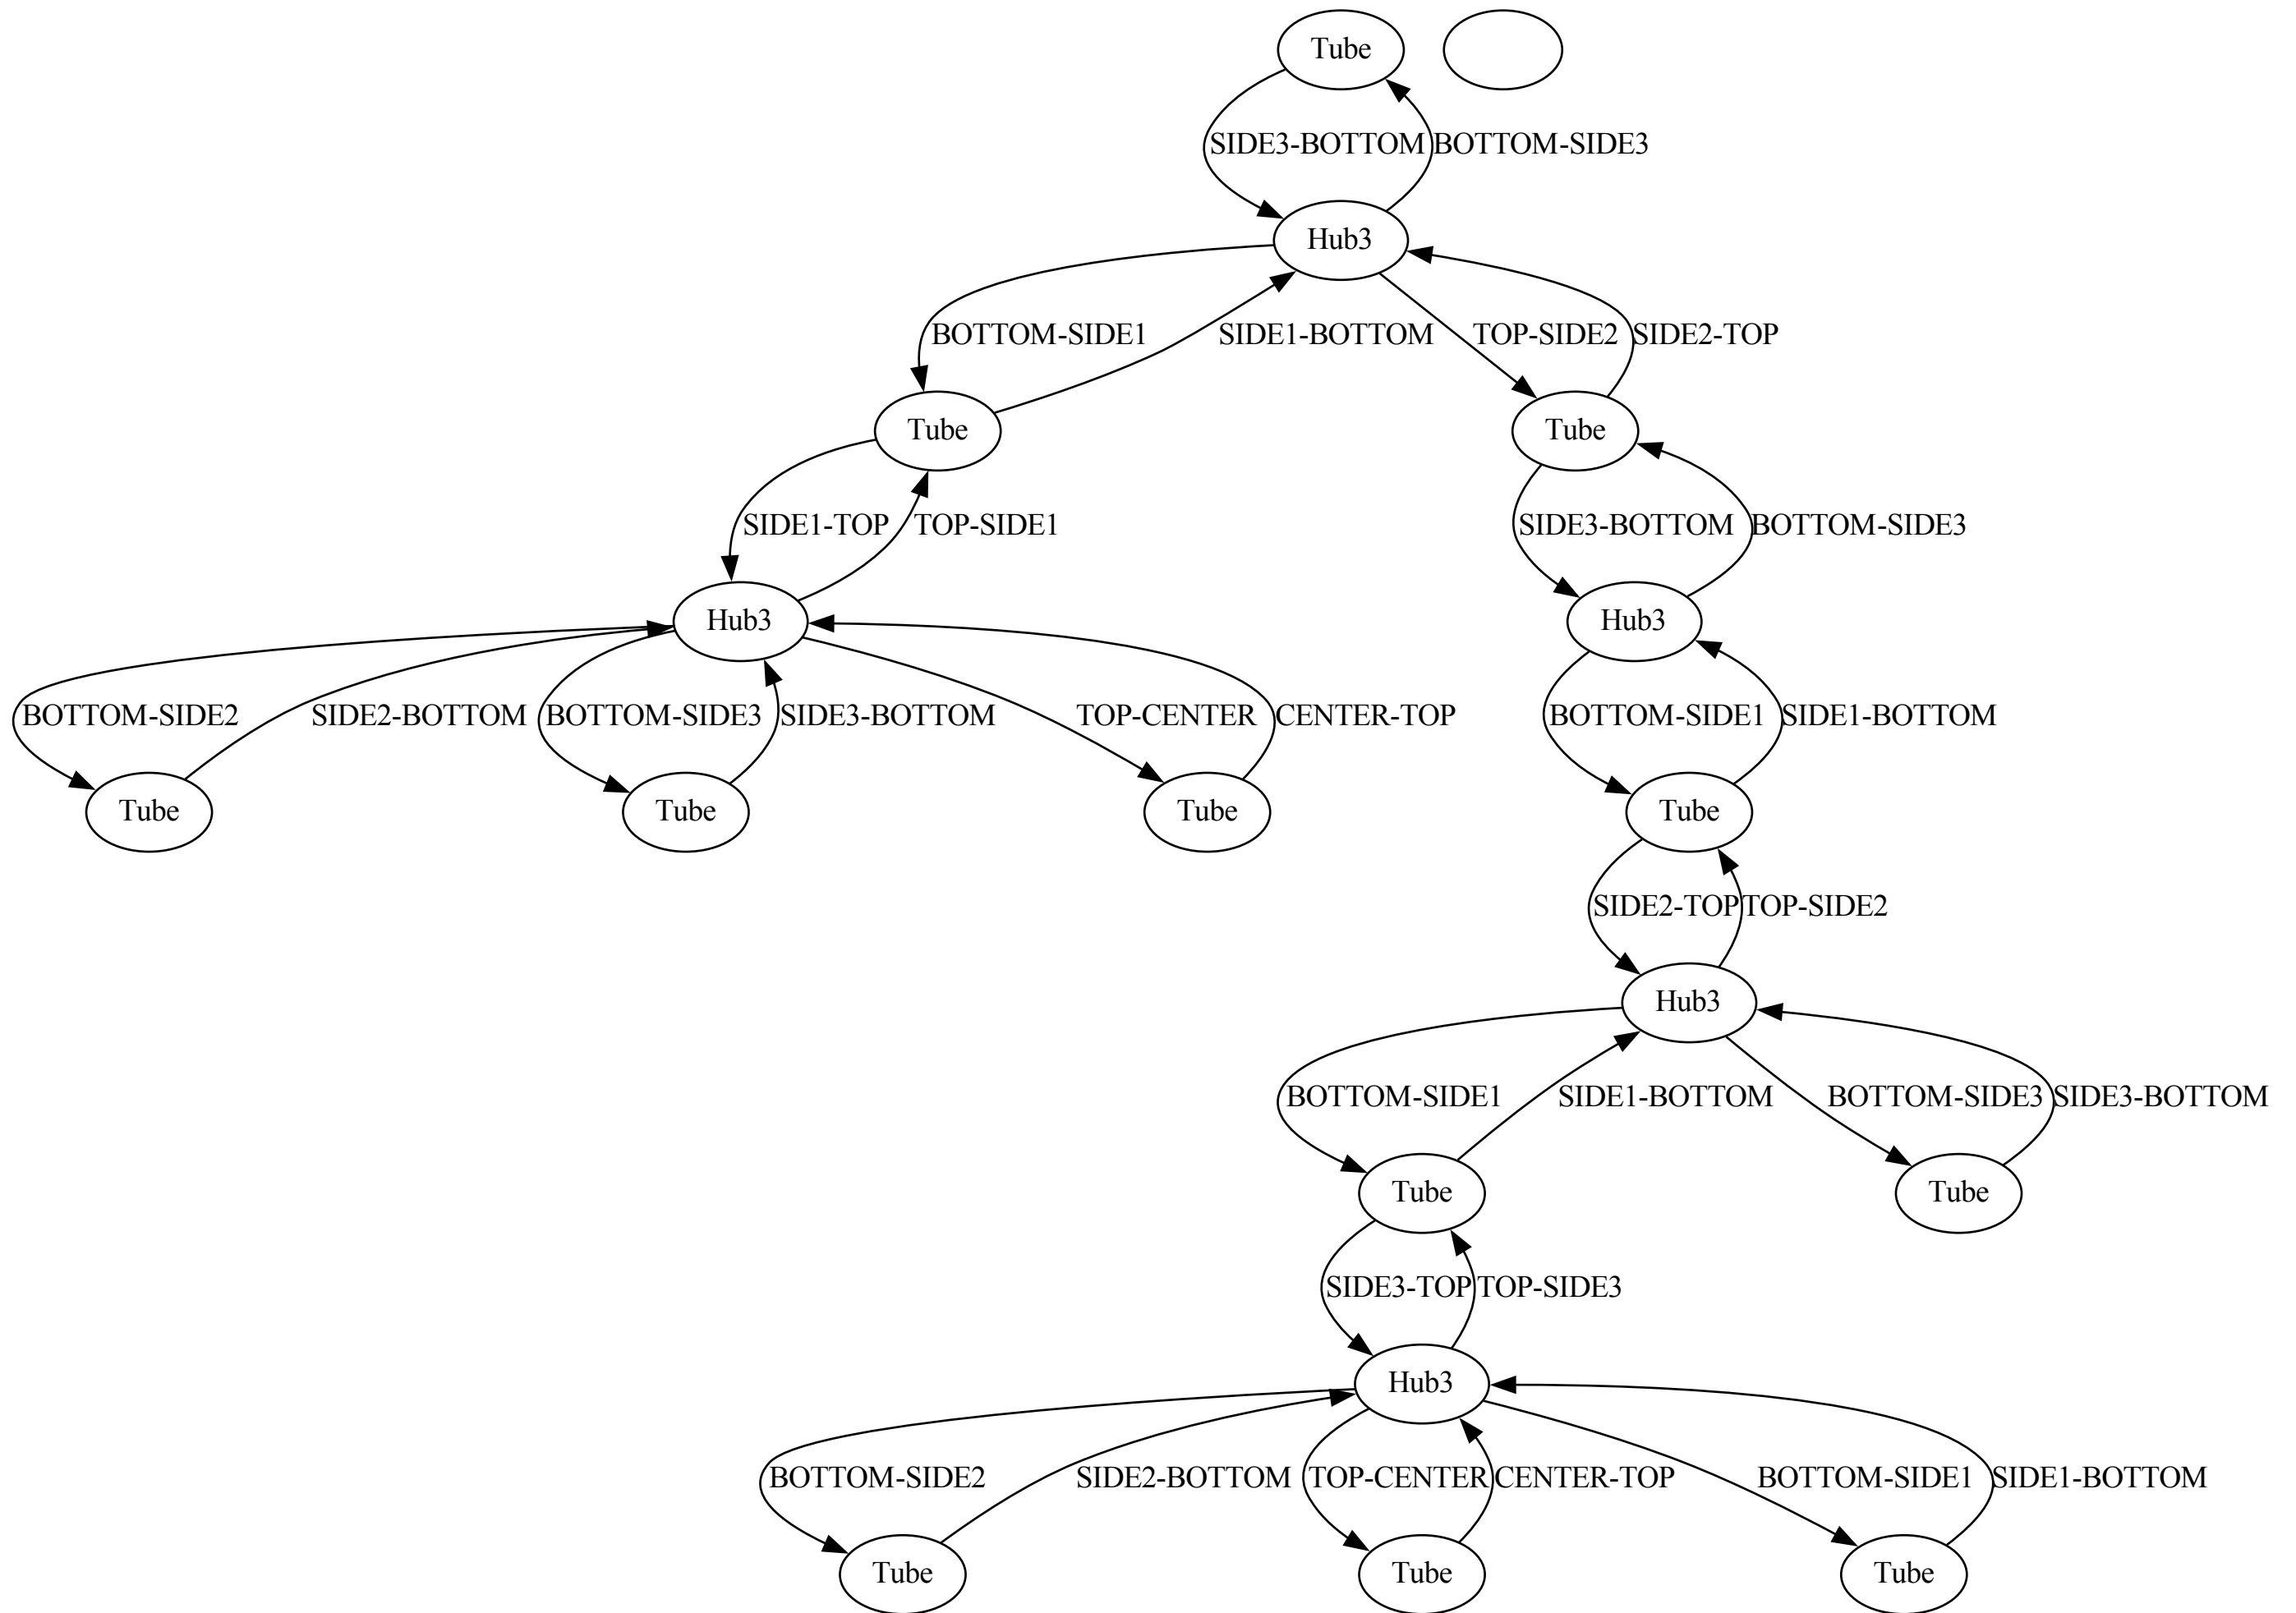 Tube
SIDE3-BOTTOM BOTTOM-SIDE3
Hub3
BOTTOM-SIDE1 SIDE1-BOTTOM TOP-SIDE2 SIDE2-TOP
Tube Tube
SIDE1-TOP TOP-SIDE1 SIDE3-BOTTOM BOTTOM-SIDE3
Hub3 Hub3
BOTTOM-SIDE2 SIDE2-BOTTOM BOTTOM-SIDE3 SIDE3-BOTTOM TOP-CENTER CENTER-TOP BOTTOM-SIDE1 SIDE1-BOTTOM
Tube Tube Tube Tube
SIDE2-TOP TOP-SIDE2
Hub3
BOTTOM-SIDE1 SIDE1-BOTTOM BOTTOM-SIDE3 SIDE3-BOTTOM
Tube Tube
SIDE3-TOP TOP-SIDE3
Hub3
BOTTOM-SIDE2 SIDE2-BOTTOM TOP-CENTER CENTER-TOP BOTTOM-SIDE1 SIDE1-BOTTOM
Tube Tube Tube